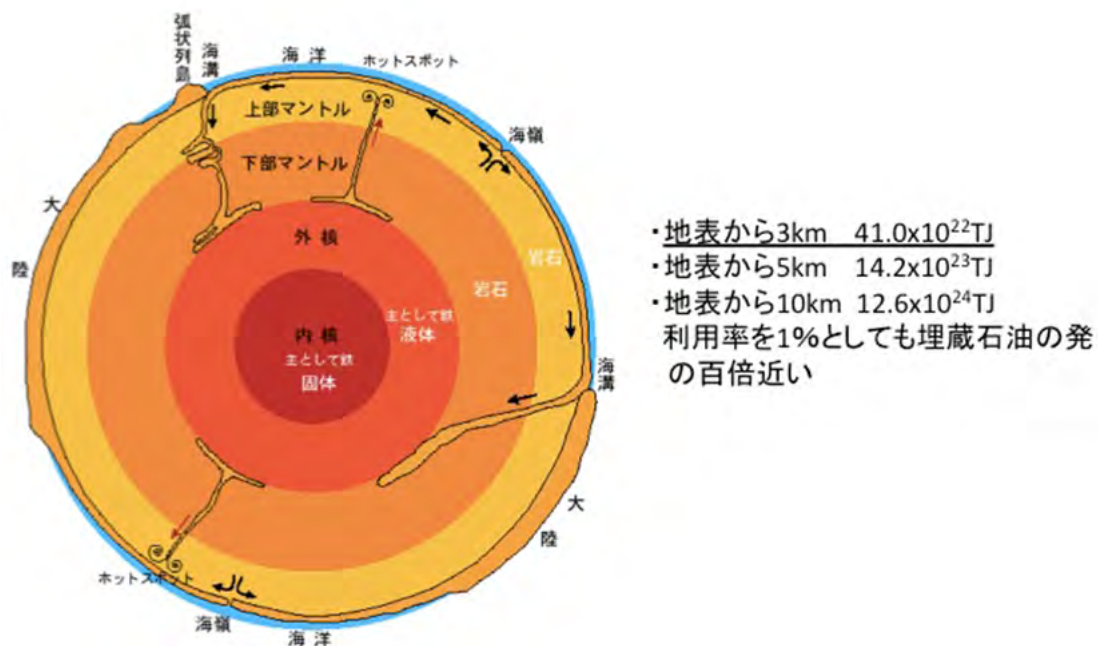 弧状列島
海溝
海洋
ホットスポット
上部マントル
海嶺
下部マントル
大陸
外核
岩石
岩石
主として鉄
液体
内核
主として鉄
固体
海溝
大陸
ホットスポット
海嶺
海洋
・地表から3km 41.0x10²²TJ
・地表から5km 14.2x10²³TJ
・地表から10km 12.6x10²⁴TJ
利用率を1%としても埋蔵石油の発
の百倍近い